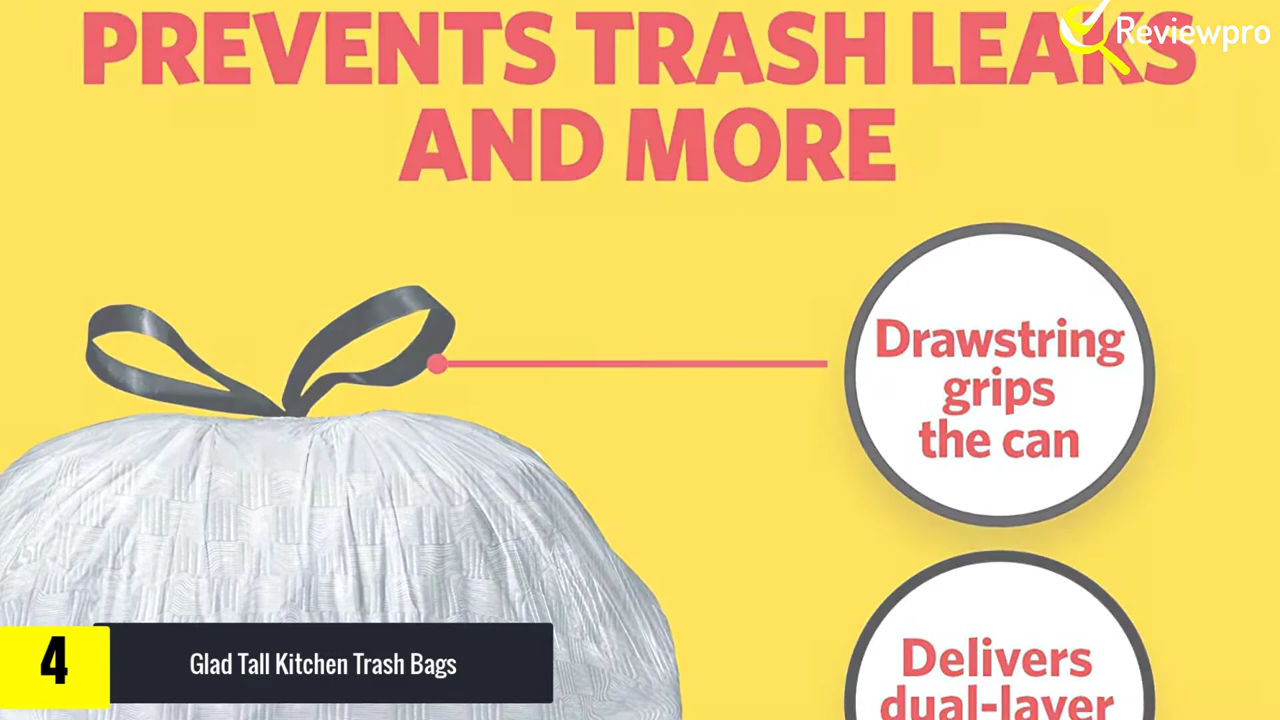 PREVENTS TRASH LEAKS
AND MORE
Reviewpro
Drawstring
grips
the can
Delivers
dual-layer
4
Glad Tall Kitchen Trash Bags